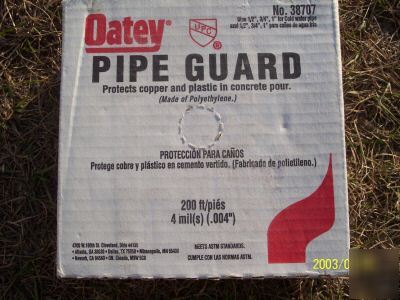 No. 38707
Oatey
UPC
PIPE GUARD
Protects copper and plastic in concrete pour.
(Made of Polyethylene.)
PROTECCIÓN PARA CAÑOS
Protege cobre y plástico en cemento vertido. (Fabricado de polietileno.)
200 ft/piés
4 mil(s) (.004")
MEETS ASTM STANDARDS.
CUMPLE CON LAS NORMAS ASTM.
2003/0